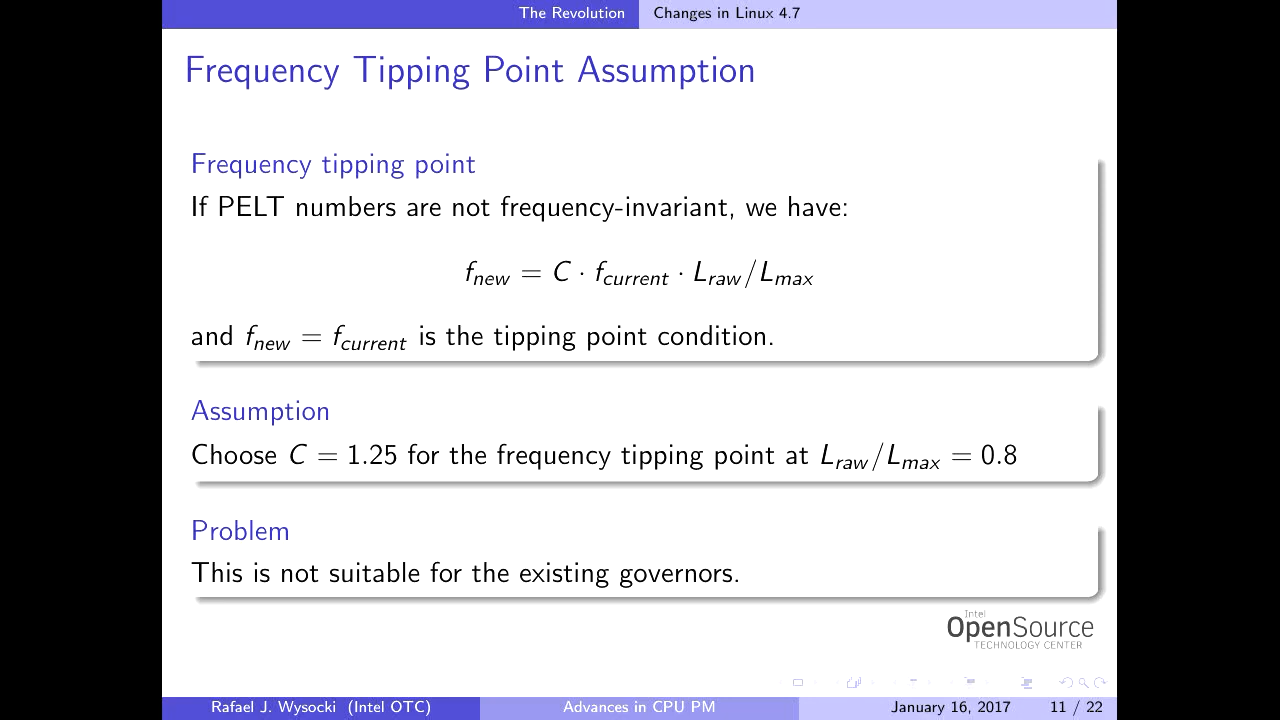 The Revolution Changes in Linux 4.7
Frequency Tipping Point Assumption
Frequency tipping point
If PELT numbers are not frequency-invariant, we have:
f_new = C · f_current · L_raw/L_max
and f_new = f_current is the tipping point condition.
Assumption
Choose C = 1.25 for the frequency tipping point at L_raw/L_max = 0.8
Problem
This is not suitable for the existing governors.
Intel
OpenSource
TECHNOLOGY CENTER
Rafael J. Wysocki (Intel OTC) Advances in CPU PM January 16, 2017 11 / 22